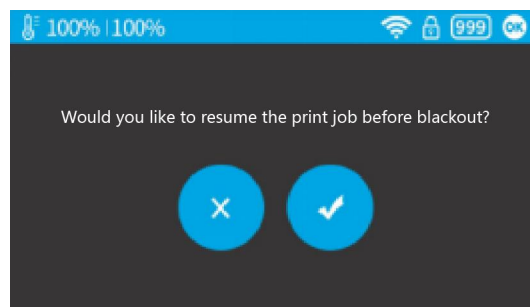 100% | 100% 999 OK
Would you like to resume the print job before blackout?